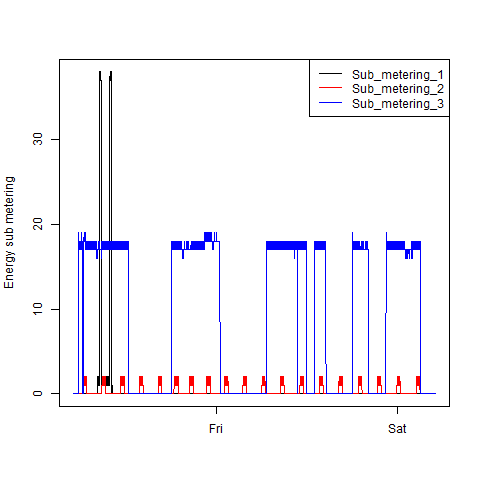 Sub_metering_1
Sub_metering_2
Sub_metering_3
Energy sub metering
30
20
10
0
Fri
Sat